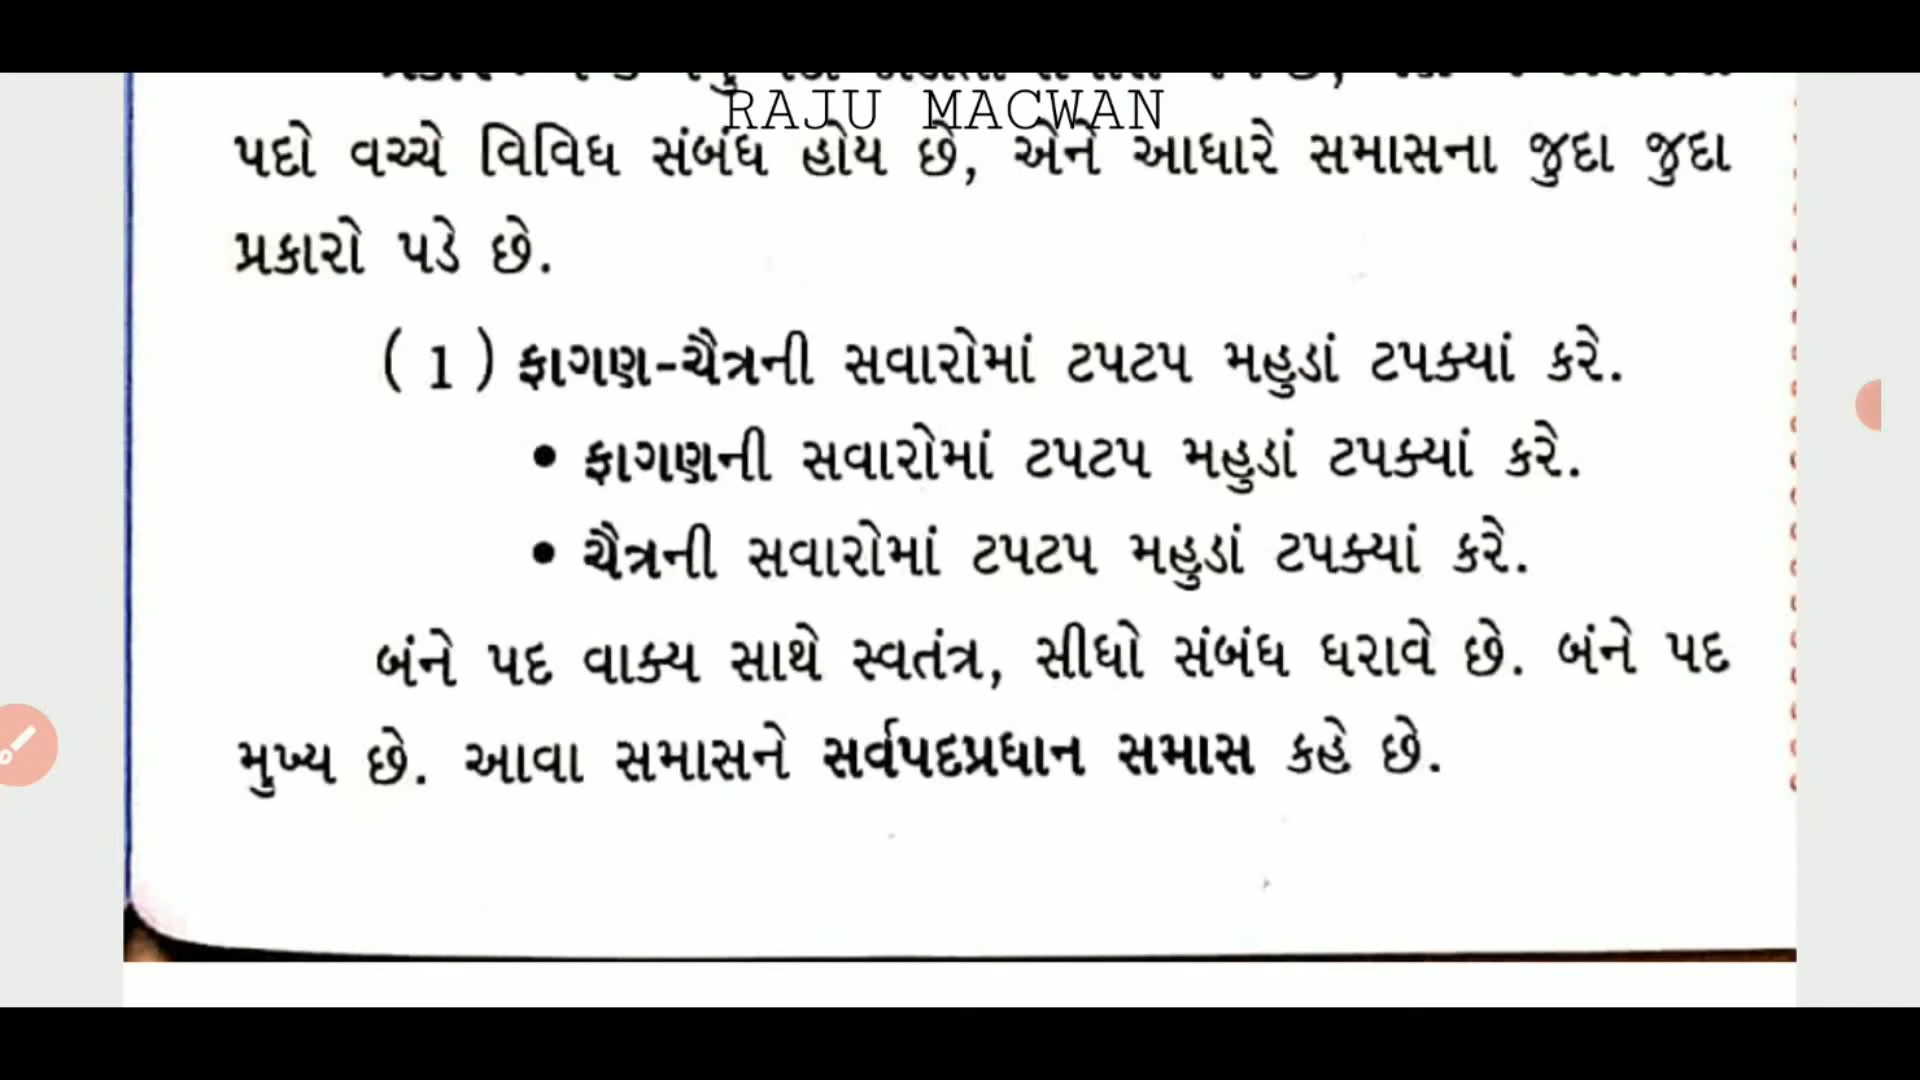 RAJU MACWAN
પદો વચ્ચે વિવિધ સંબંધ હોય છે, એને આધારે સમાસના જુદા જુદા
પ્રકારો પડે છે.
(1) ફાગણ-ચૈત્રની સવારોમાં ટપટપ મહુડાં ટપક્યાં કરે.
• ફાગણની સવારોમાં ટપટપ મહુડાં ટપક્યાં કરે.
• ચૈત્રની સવારોમાં ટપટપ મહુડાં ટપક્યાં કરે.
બંને પદ વાક્ય સાથે સ્વતંત્ર, સીધો સંબંધ ધરાવે છે. બંને પદ
મુખ્ય છે. આવા સમાસને સર્વપદપ્રધાન સમાસ કહે છે.